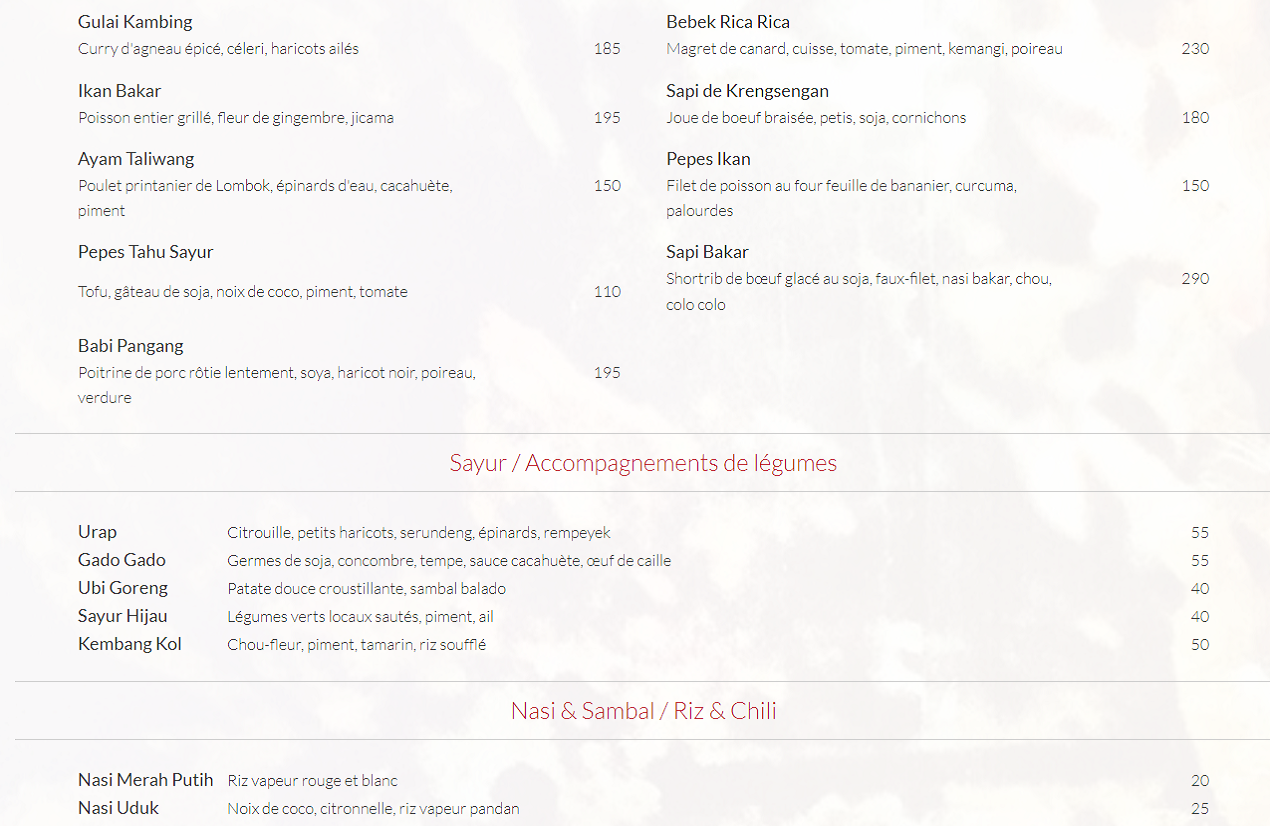 Gulai Kambing
Curry d'agneau épicé, céleri, haricots ailés 185
Ikan Bakar
Poisson entier grillé, fleur de gingembre, jicama 195
Ayam Taliwang
Poulet printanier de Lombok, épinards d'eau, cacahuète, 150
piment
Pepes Tahu Sayur
Tofu, gâteau de soja, noix de coco, piment, tomate 110
Babi Pangang
Poitrine de porc rôtie lentement, soya, haricot noir, poireau, 195
verdure
Bebek Rica Rica
Magret de canard, cuisse, tomate, piment, kemangi, poireau 230
Sapi de Krengsengan
Joue de boeuf braisée, petis, soja, cornichons 180
Pepes Ikan
Filet de poisson au four feuille de bananier, curcuma, 150
palourdes
Sapi Bakar
Shortrib de bœuf glacé au soja, faux-filet, nasi bakar, chou, 290
colo colo
Sayur / Accompagnements de légumes
Urap Citrouille, petits haricots, serundeng, épinards, rempeyek 55
Gado Gado Germes de soja, concombre, tempe, sauce cacahuète, œuf de caille 55
Ubi Goreng Patate douce croustillante, sambal balado 40
Sayur Hijau Légumes verts locaux sautés, piment, ail 40
Kembang Kol Chou-fleur, piment, tamarin, riz soufflé 50
Nasi & Sambal / Riz & Chili
Nasi Merah Putih Riz vapeur rouge et blanc 20
Nasi Uduk Noix de coco, citronnelle, riz vapeur pandan 25